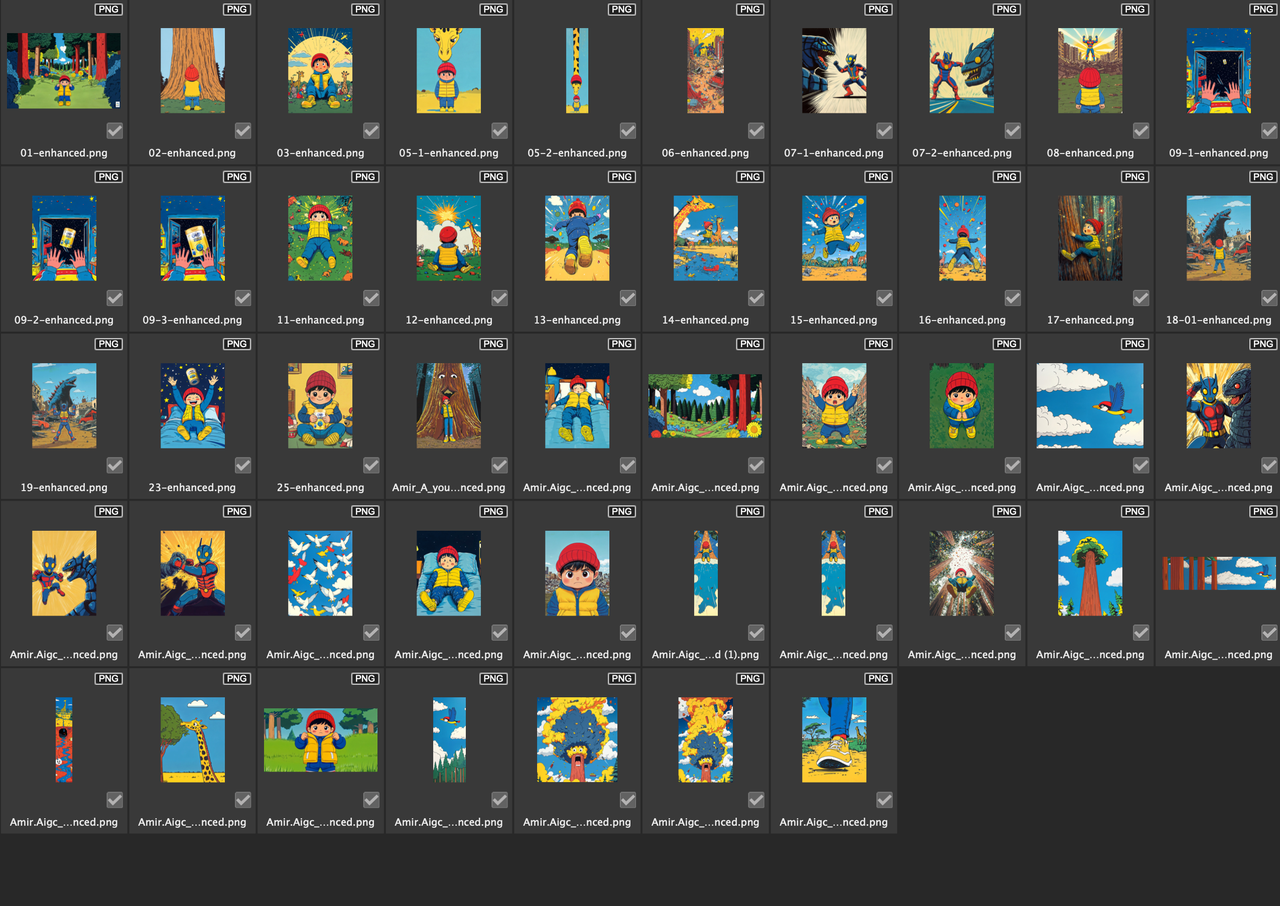 PNG PNG PNG PNG PNG PNG PNG PNG PNG PNG
01-enhanced.png 02-enhanced.png 03-enhanced.png 05-1-enhanced.png 05-2-enhanced.png 06-enhanced.png 07-1-enhanced.png 07-2-enhanced.png 08-enhanced.png 09-1-enhanced.png
PNG PNG PNG PNG PNG PNG PNG PNG PNG PNG
09-2-enhanced.png 09-3-enhanced.png 11-enhanced.png 12-enhanced.png 13-enhanced.png 14-enhanced.png 15-enhanced.png 16-enhanced.png 17-enhanced.png 18-01-enhanced.png
PNG PNG PNG PNG PNG PNG PNG PNG PNG PNG
19-enhanced.png 23-enhanced.png 25-enhanced.png Amir_A_you...nced.png Amir.Aigc_...nced.png Amir.Aigc_...nced.png Amir.Aigc_...nced.png Amir.Aigc_...nced.png Amir.Aigc_...nced.png Amir.Aigc_...nced.png
PNG PNG PNG PNG PNG PNG PNG PNG PNG PNG
Amir.Aigc_...nced.png Amir.Aigc_...nced.png Amir.Aigc_...nced.png Amir.Aigc_...nced.png Amir.Aigc_...nced.png Amir.Aigc_...d (1).png Amir.Aigc_...nced.png Amir.Aigc_...nced.png Amir.Aigc_...nced.png Amir.Aigc_...nced.png
PNG PNG PNG PNG PNG PNG PNG
Amir.Aigc_...nced.png Amir.Aigc_...nced.png Amir.Aigc_...nced.png Amir.Aigc_...nced.png Amir.Aigc_...nced.png Amir.Aigc_...nced.png Amir.Aigc_...nced.png